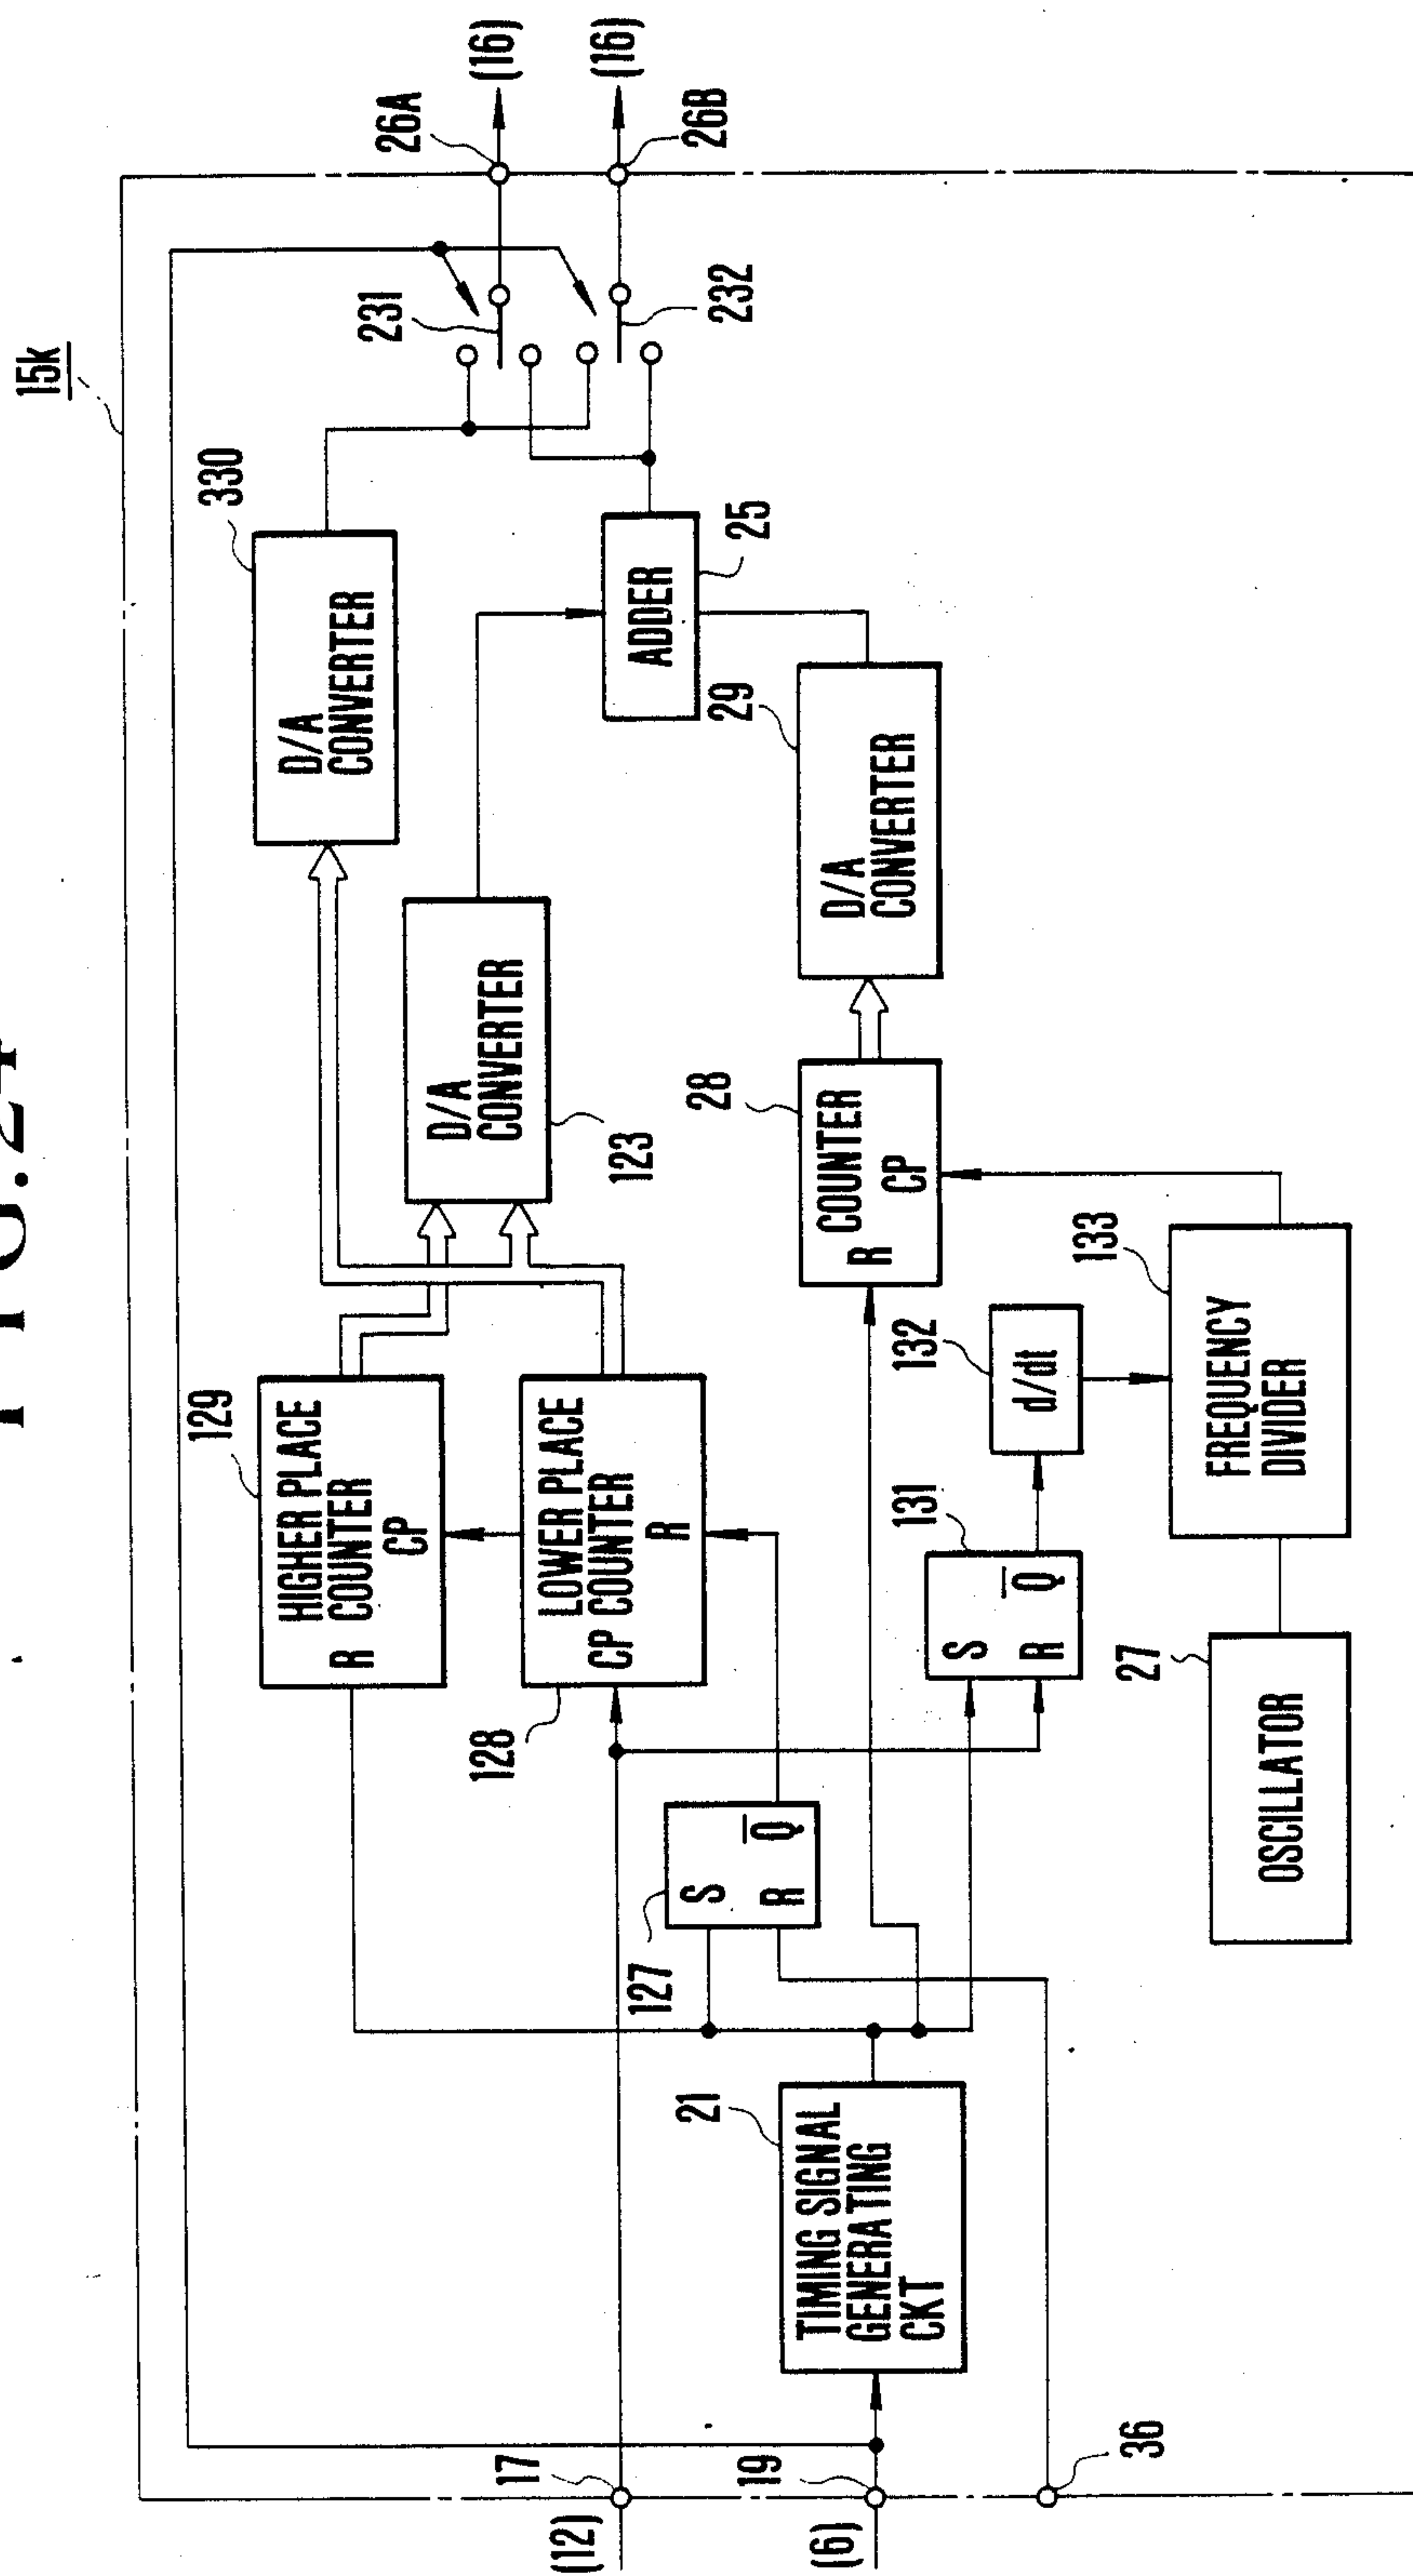 FIG.24
15k
(16)
(16)
26A
26B
231
232
330
D/A
CONVERTER
25
ADDER
29
D/A
CONVERTER
D/A
CONVERTER
123
28
COUNTER
R CP
133
FREQUENCY
DIVIDER
132
d/dt
131
S Q̅
R
129
HIGHER PLACE
COUNTER
R CP
LOWER PLACE
CP COUNTER
R
128
127
S Q̅
R
27
OSCILLATOR
21
TIMING SIGNAL
GENERATING
CKT
17
(12)
19
(6)
36